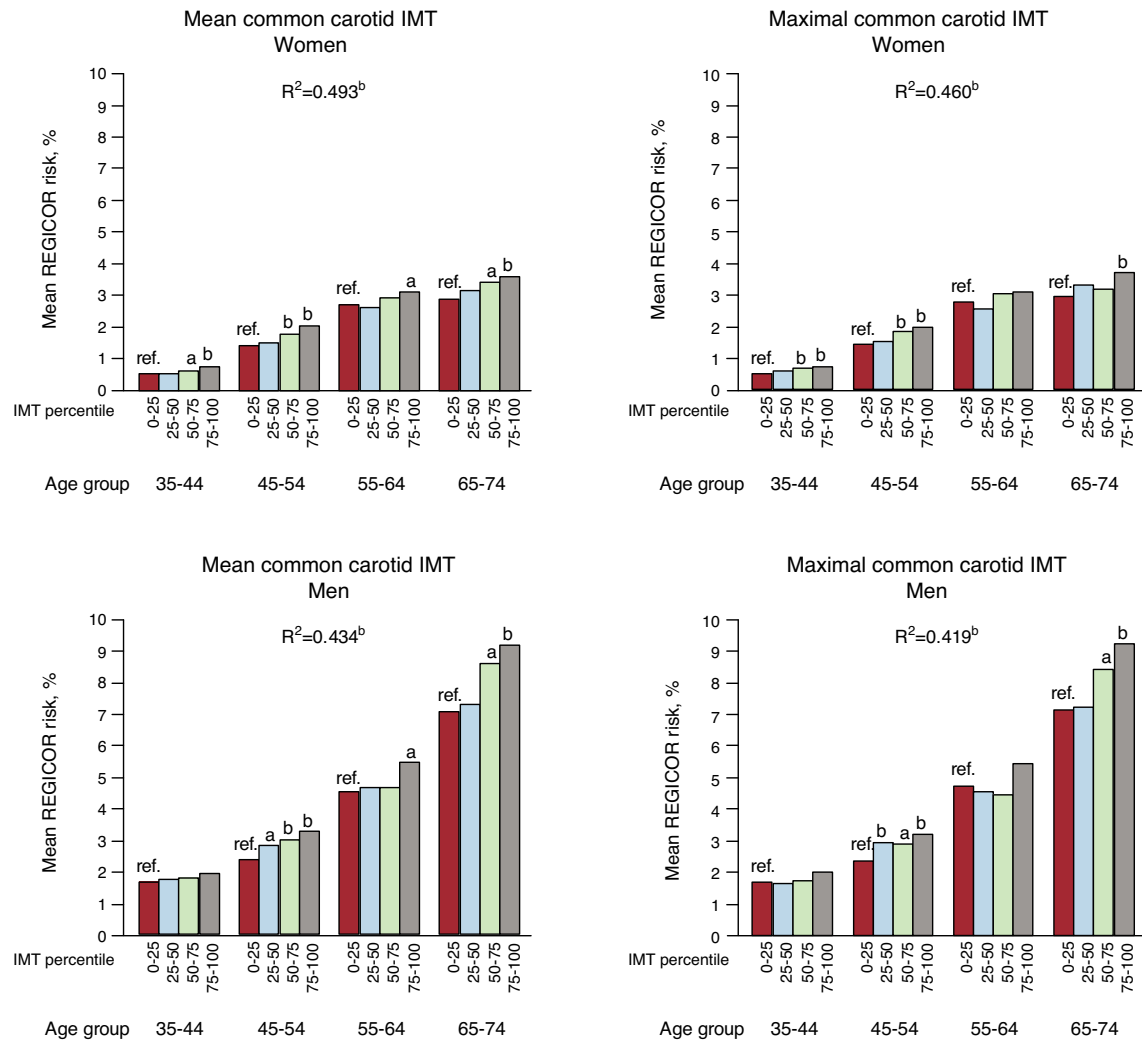 Mean common carotid IMT
Women
R²=0.493ᵇ
Mean REGICOR risk, %
10
9
8
7
6
5
4
3
2
1
0
ref. a b
ref. b b
ref. a
ref. a b
IMT percentile 0-25 25-50 50-75 75-100 0-25 25-50 50-75 75-100 0-25 25-50 50-75 75-100 0-25 25-50 50-75 75-100
Age group 35-44 45-54 55-64 65-74
Maximal common carotid IMT
Women
R²=0.460ᵇ
Mean REGICOR risk, %
10
9
8
7
6
5
4
3
2
1
0
ref. b b
ref. b b
ref.
ref. b
IMT percentile 0-25 25-50 50-75 75-100 0-25 25-50 50-75 75-100 0-25 25-50 50-75 75-100 0-25 25-50 50-75 75-100
Age group 35-44 45-54 55-64 65-74
Mean common carotid IMT
Men
R²=0.434ᵇ
Mean REGICOR risk, %
10
9
8
7
6
5
4
3
2
1
0
ref.
ref. a b b
ref. a
ref. a b
IMT percentile 0-25 25-50 50-75 75-100 0-25 25-50 50-75 75-100 0-25 25-50 50-75 75-100 0-25 25-50 50-75 75-100
Age group 35-44 45-54 55-64 65-74
Maximal common carotid IMT
Men
R²=0.419ᵇ
Mean REGICOR risk, %
10
9
8
7
6
5
4
3
2
1
0
ref.
ref. b a b
ref.
ref. a b
IMT percentile 0-25 25-50 50-75 75-100 0-25 25-50 50-75 75-100 0-25 25-50 50-75 75-100 0-25 25-50 50-75 75-100
Age group 35-44 45-54 55-64 65-74